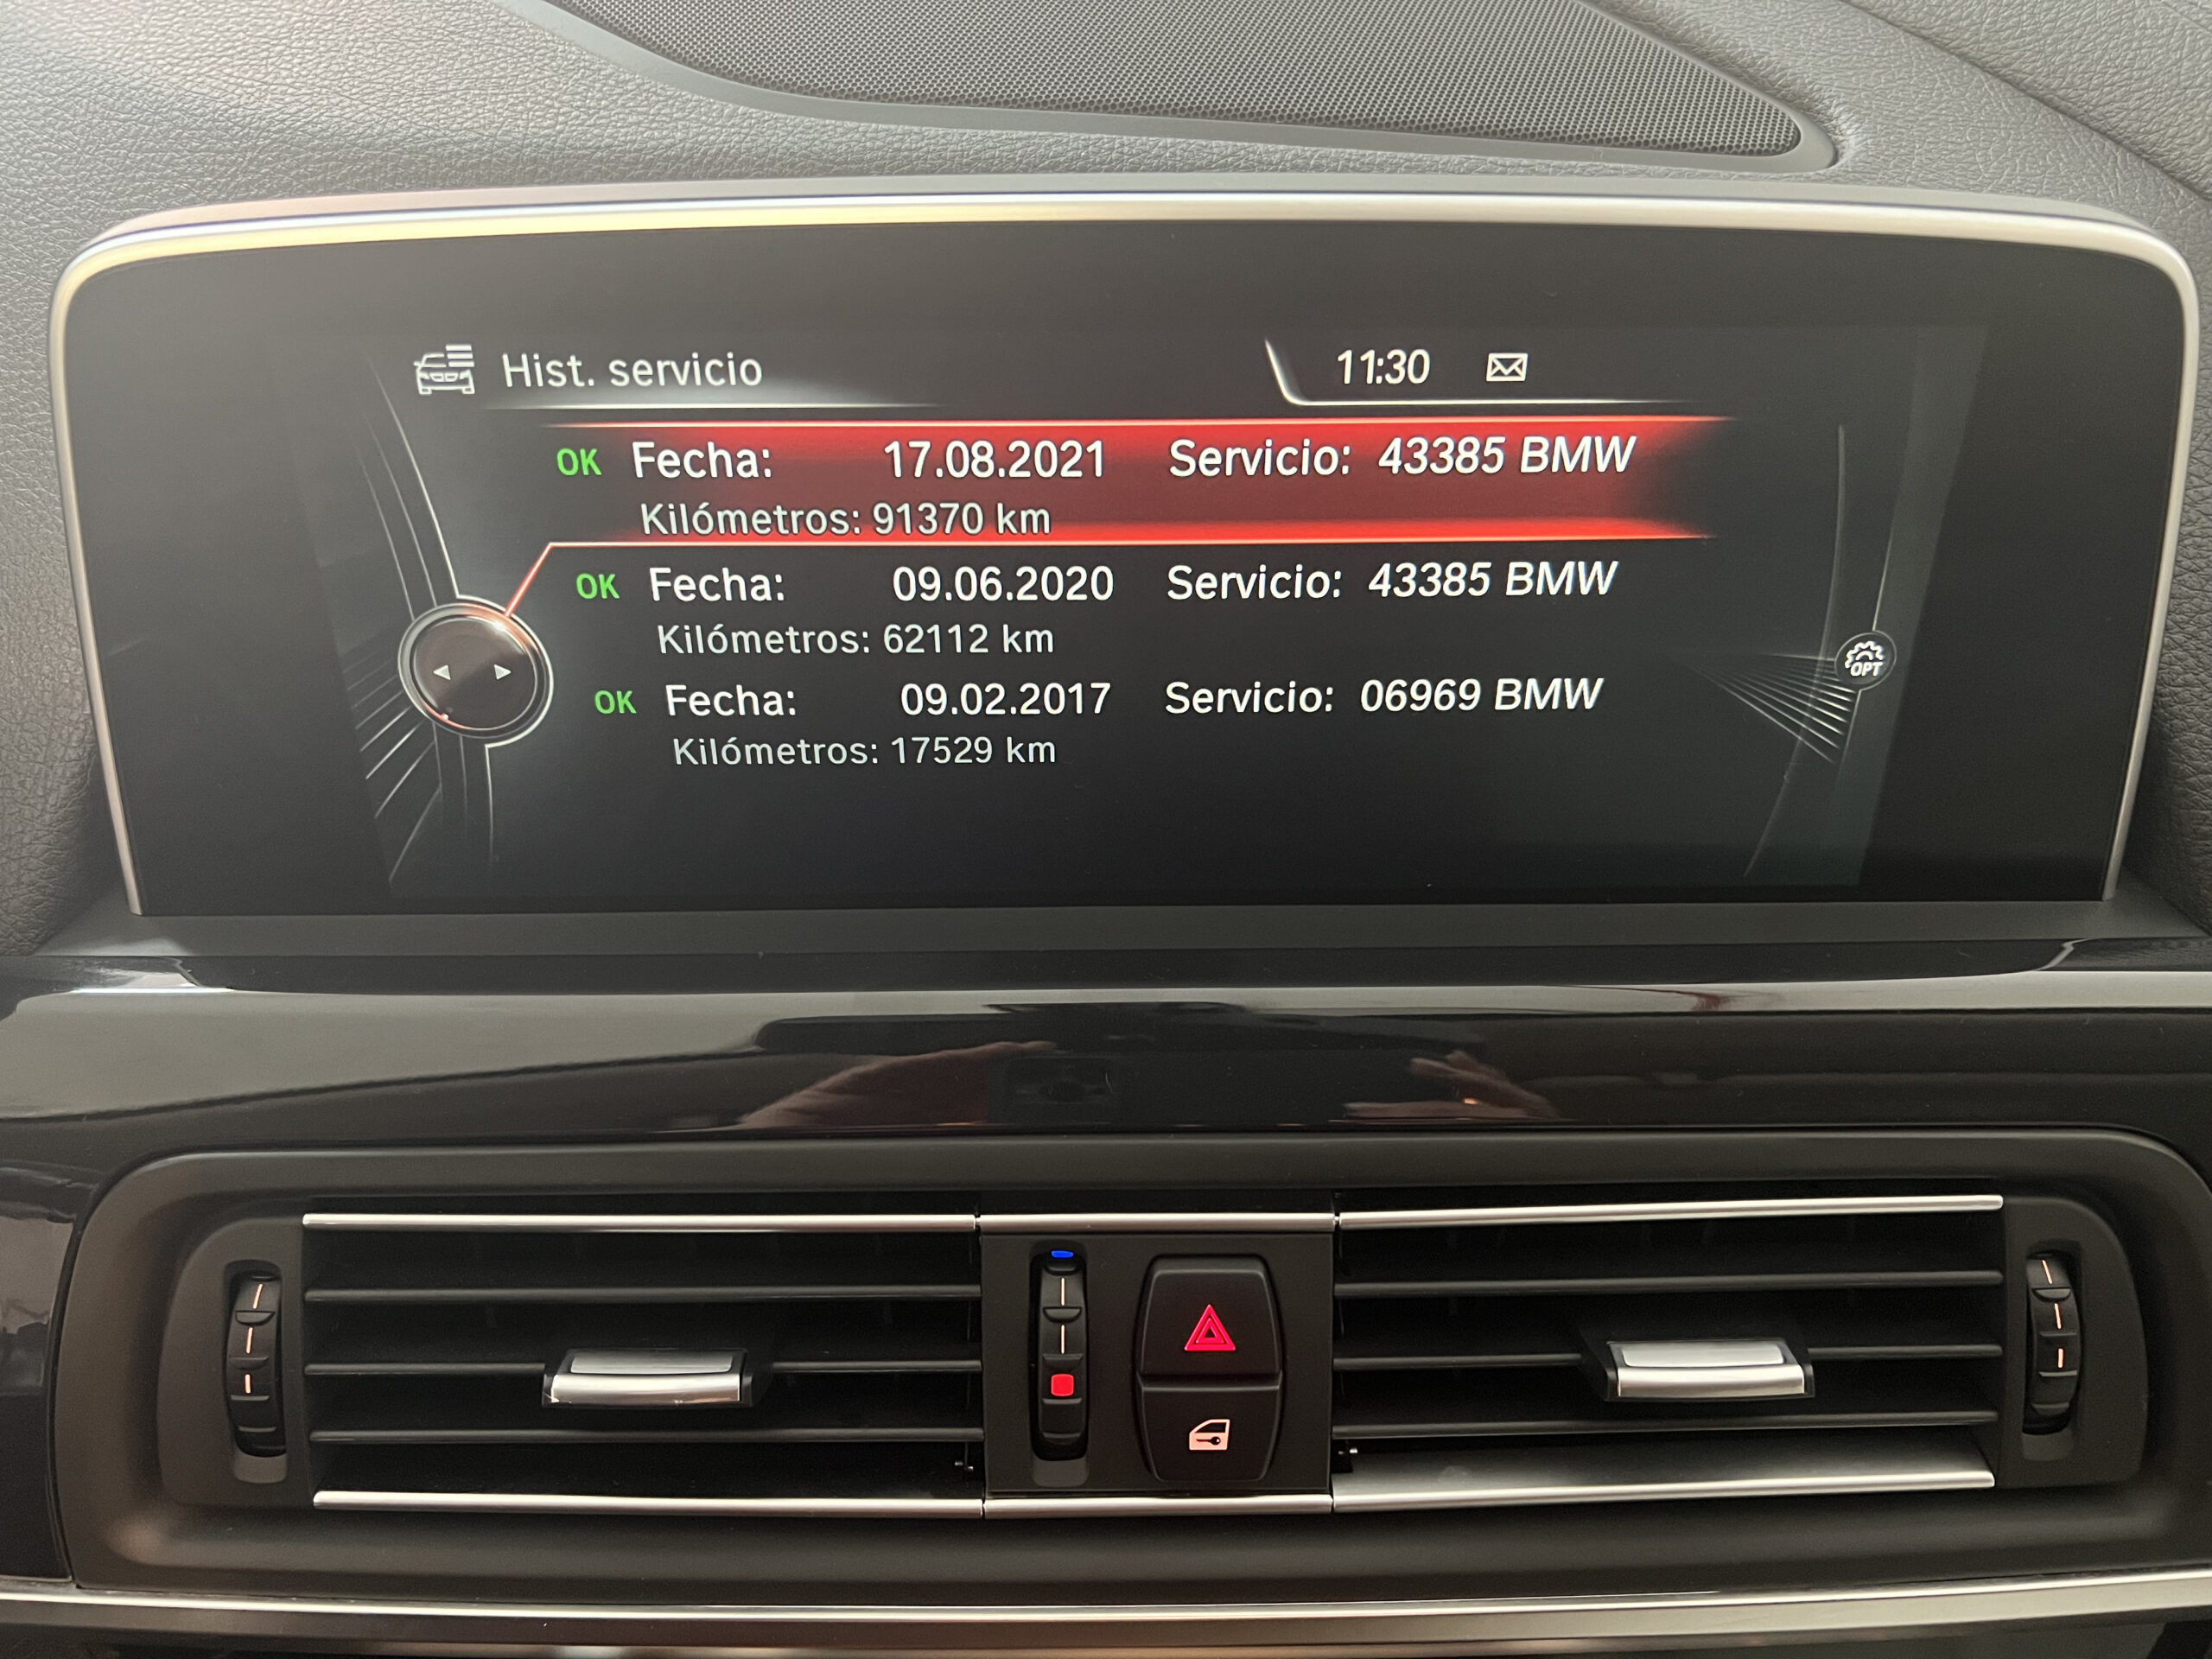 Hist. servicio 11:30
OK Fecha: 17.08.2021 Servicio: 43385 BMW
Kilómetros: 91370 km
OK Fecha: 09.06.2020 Servicio: 43385 BMW
Kilómetros: 62112 km
OK Fecha: 09.02.2017 Servicio: 06969 BMW
Kilómetros: 17529 km
OPT